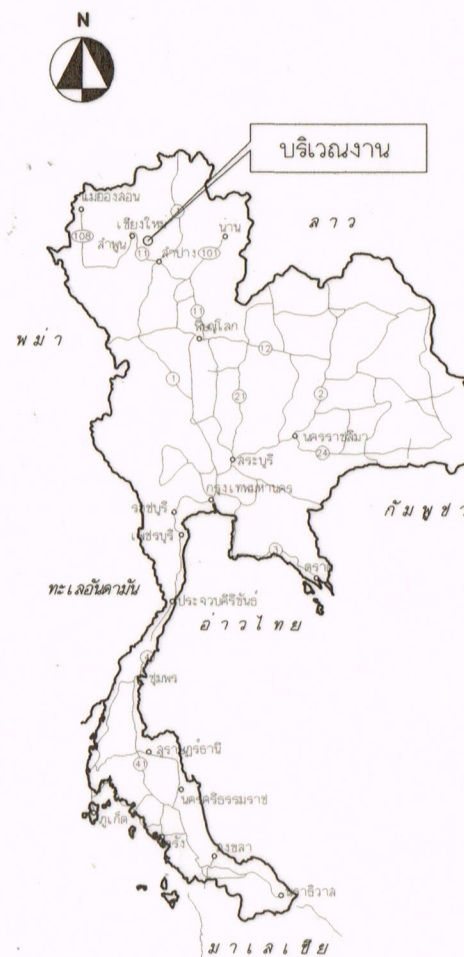 N
บริเวณงาน
แม่ฮ่องสอน
เชียงใหม่
น่าน
ลาว
108
ลำพูน
11
ลำปาง
101
1
พม่า
11
พิษณุโลก
12
1
21
2
นครราชสีมา
24
สระบุรี
กรุงเทพมหานคร
ราชบุรี
กัมพูชา
เพชรบุรี
3
ตราด
ทะเลอันดามัน
ประจวบคีรีขันธ์
อ่าวไทย
ชุมพร
สุราษฎร์ธานี
41
นครศรีธรรมราช
ภูเก็ต
ตรัง
สงขลา
นราธิวาส
มาเลเซีย